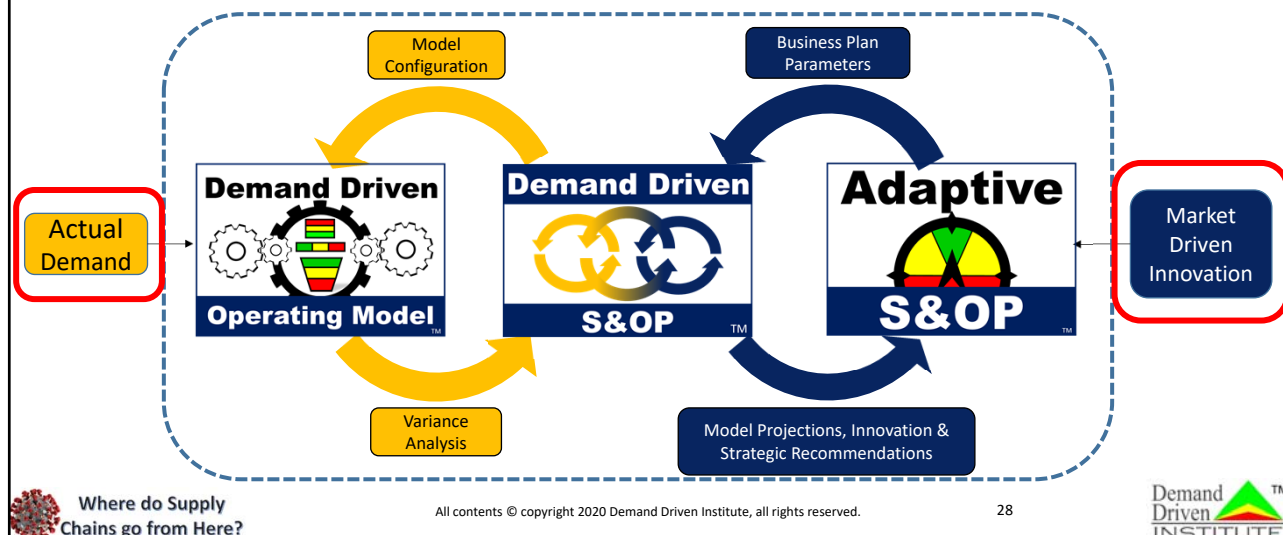 Model
Configuration
Business Plan
Parameters
Actual
Demand
Demand Driven
Operating Model
TM
Demand Driven
S&OP
TM
Adaptive
S&OP
TM
Market
Driven
Innovation
Variance
Analysis
Model Projections, Innovation &
Strategic Recommendations
Where do Supply
Chains go from Here?
All contents © copyright 2020 Demand Driven Institute, all rights reserved.
28
Demand
Driven
INSTITUTE
TM